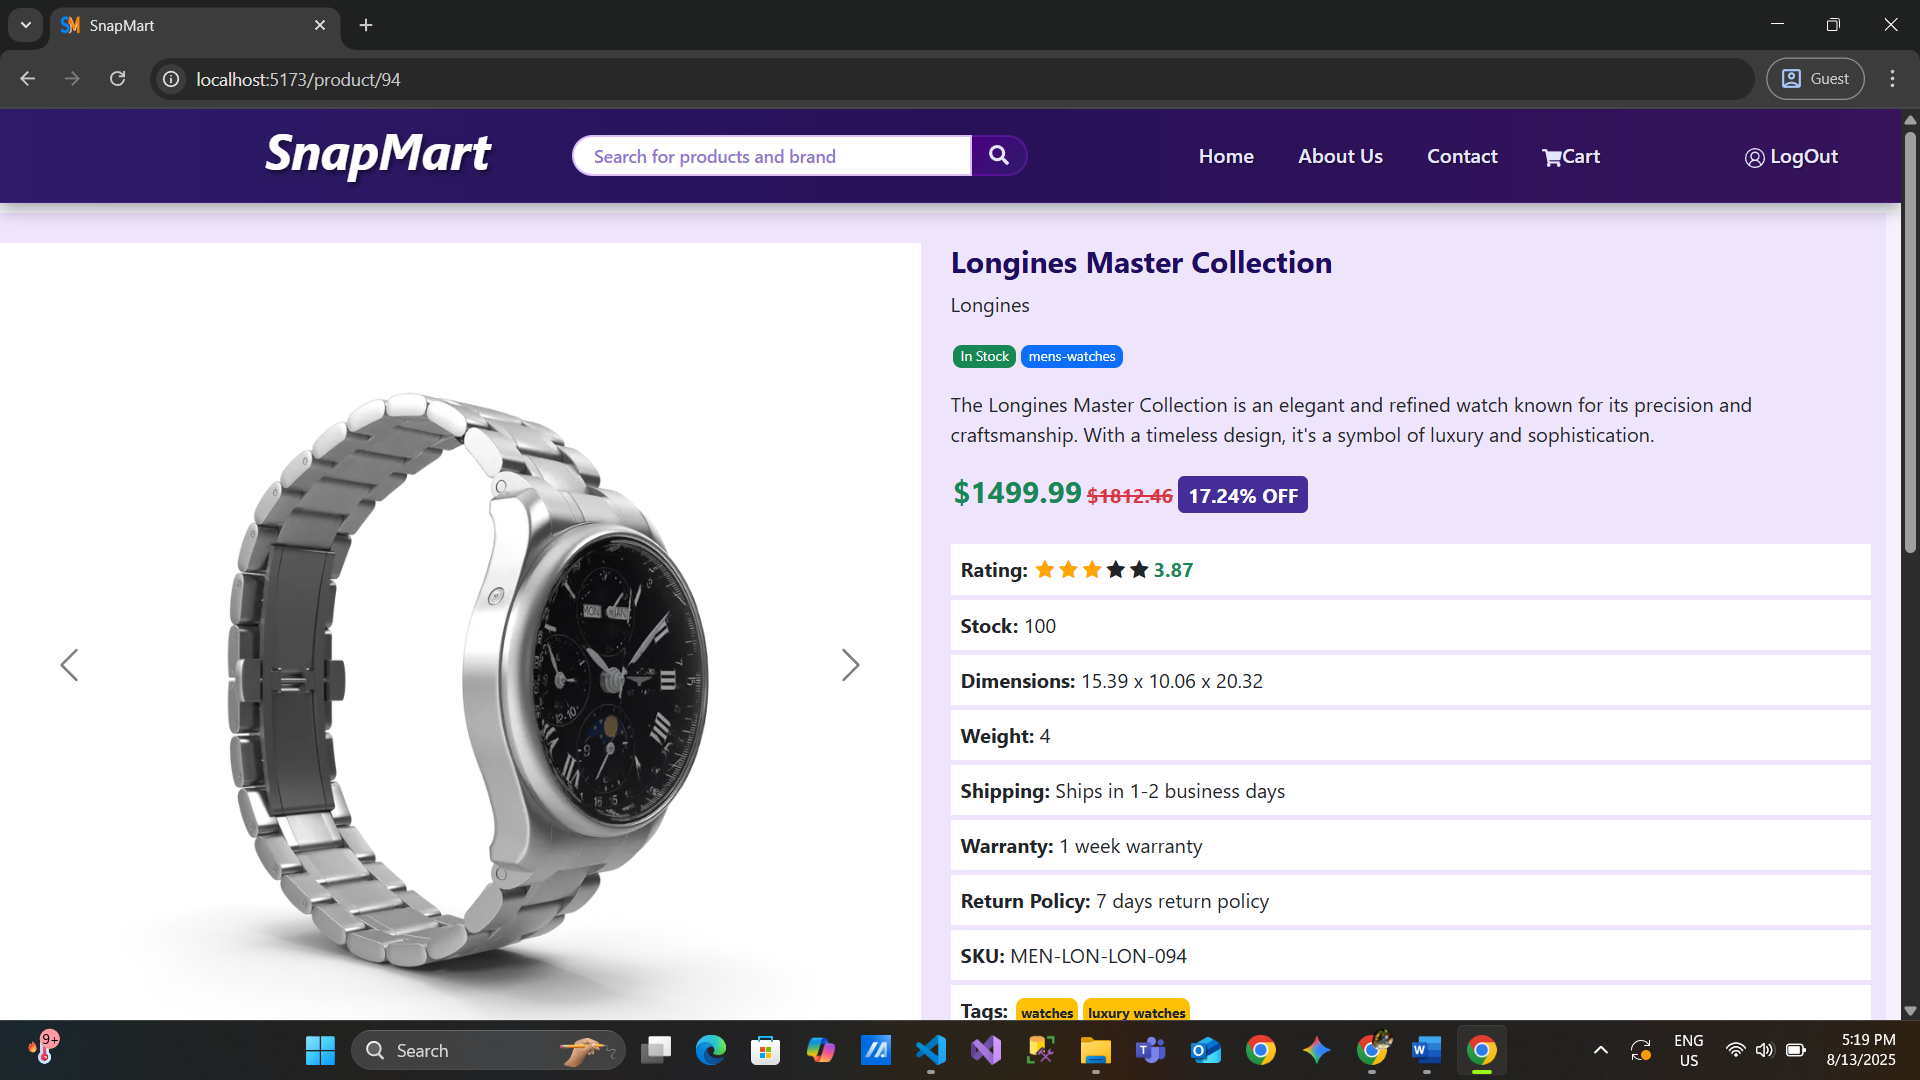 SnapMart
localhost:5173/product/94
Guest
SnapMart
Search for products and brand
Home
About Us
Contact
Cart
LogOut
Longines Master Collection
Longines
In Stock
mens-watches
The Longines Master Collection is an elegant and refined watch known for its precision and
craftsmanship. With a timeless design, it's a symbol of luxury and sophistication.
$1499.99 $1812.46 17.24% OFF
Rating: 3.87
Stock: 100
Dimensions: 15.39 x 10.06 x 20.32
Weight: 4
Shipping: Ships in 1-2 business days
Warranty: 1 week warranty
Return Policy: 7 days return policy
SKU: MEN-LON-LON-094
Tags: watches luxury watches
MON JAN
9+
Search
ENG
US
5:19 PM
8/13/2025